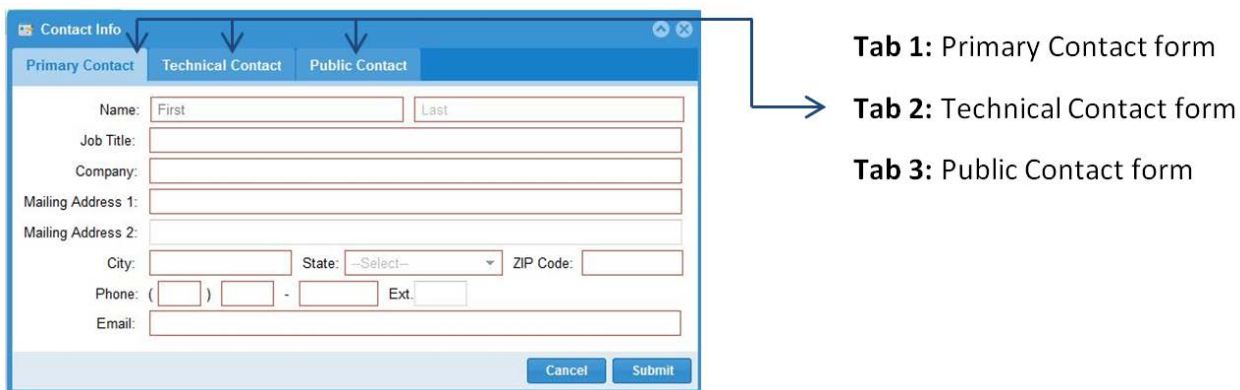 Contact Info
Primary Contact Technical Contact Public Contact
Name: First Last
Job Title:
Company:
Mailing Address 1:
Mailing Address 2:
City: State: --Select-- ZIP Code:
Phone: ( ) - Ext.
Email:
Cancel Submit
Tab 1: Primary Contact form
Tab 2: Technical Contact form
Tab 3: Public Contact form